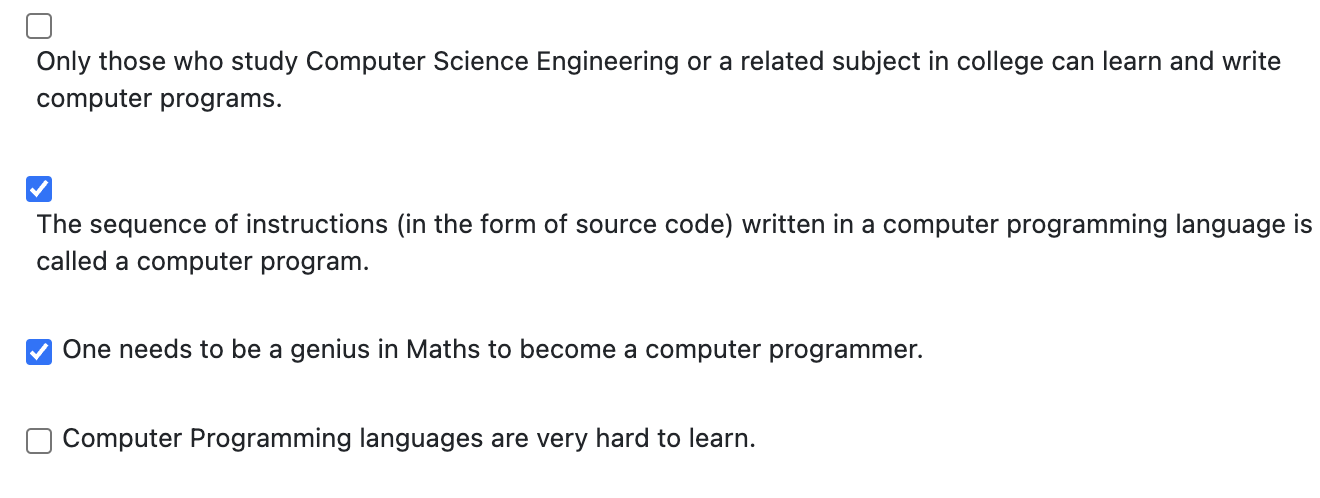 Only those who study Computer Science Engineering or a related subject in college can learn and write
computer programs.
The sequence of instructions (in the form of source code) written in a computer programming language is
called a computer program.
One needs to be a genius in Maths to become a computer programmer.
Computer Programming languages are very hard to learn.